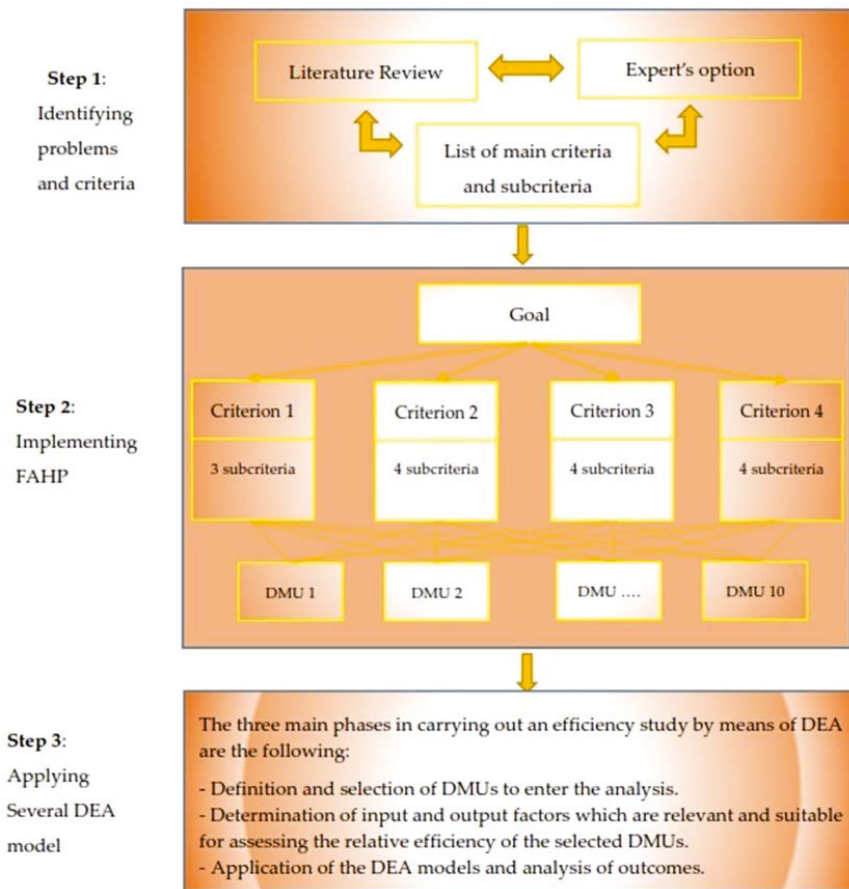 Step 1:
Identifying
problems
and criteria
Literature Review
Expert's option
List of main criteria
and subcriteria
Step 2:
Implementing
FAHP
Goal
Criterion 1
Criterion 2
Criterion 3
Criterion 4
3 subcriteria
4 subcriteria
4 subcriteria
4 subcriteria
DMU 1
DMU 2
DMU ....
DMU 10
Step 3:
Applying
Several DEA
model
The three main phases in carrying out an efficiency study by means of DEA
are the following:
- Definition and selection of DMUs to enter the analysis.
- Determination of input and output factors which are relevant and suitable
for assessing the relative efficiency of the selected DMUs.
- Application of the DEA models and analysis of outcomes.